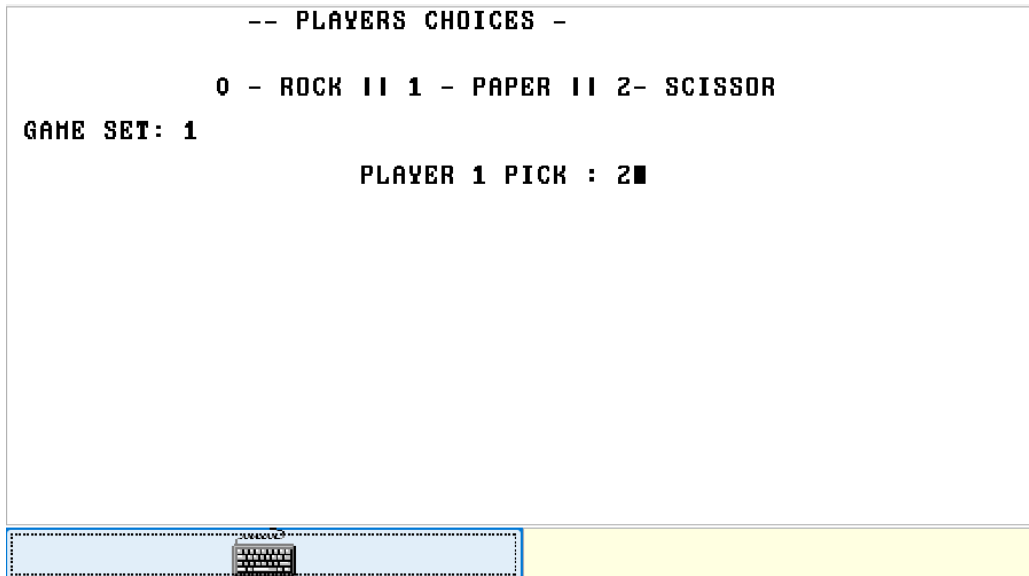 -- PLAYERS CHOICES -
0 - ROCK || 1 - PAPER || 2- SCISSOR
GAME SET: 1
PLAYER 1 PICK : 2